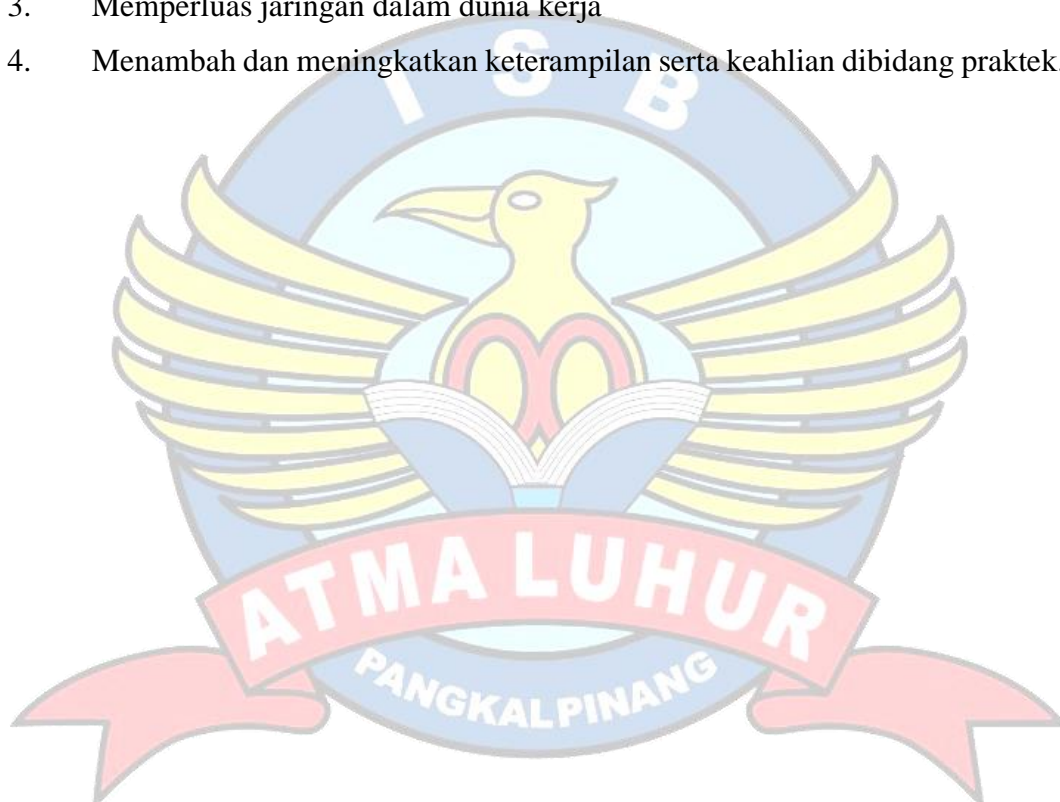 3. Memperluas jaringan dalam dunia kerja
4. Menambah dan meningkatkan keterampilan serta keahlian dibidang praktek.
I S B
ATMA LUHUR
PANGKALPINANG